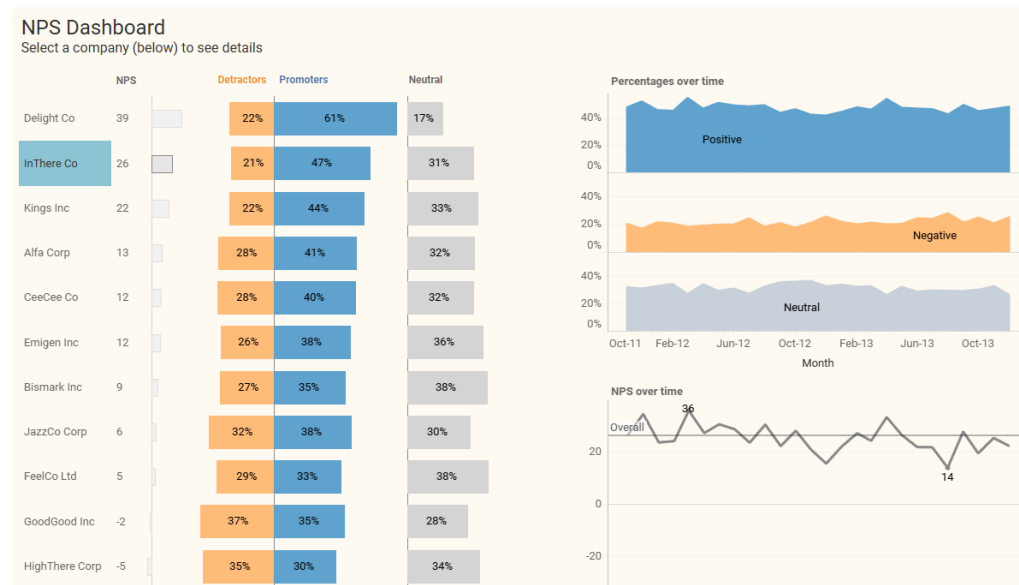 NPS Dashboard
Select a company (below) to see details
NPS Detractors Promoters Neutral
Delight Co 39 22% 61% 17%
InThere Co 26 21% 47% 31%
Kings Inc 22 22% 44% 33%
Alfa Corp 13 28% 41% 32%
CeeCee Co 12 28% 40% 32%
Emigen Inc 12 26% 38% 36%
Bismark Inc 9 27% 35% 38%
JazzCo Corp 6 32% 38% 30%
FeelCo Ltd 5 29% 33% 38%
GoodGood Inc -2 37% 35% 28%
HighThere Corp -5 35% 30% 34%
Percentages over time
40%
Positive
20%
0%
40%
20%
Negative
0%
40%
20%
Neutral
0%
Oct-11 Feb-12 Jun-12 Oct-12 Feb-13 Jun-13 Oct-13
Month
NPS over time
36
Overall
20
14
0
-20